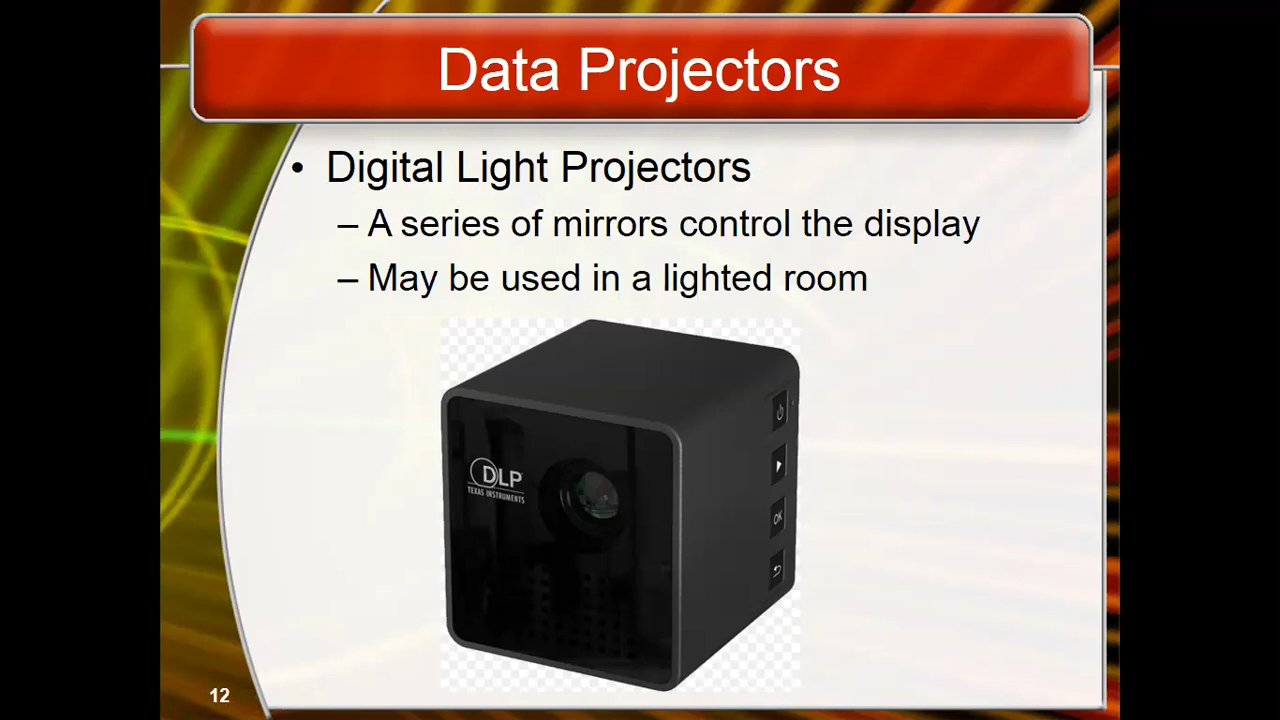 Data Projectors
• Digital Light Projectors
– A series of mirrors control the display
– May be used in a lighted room
DLP
TEXAS INSTRUMENTS
OK
12